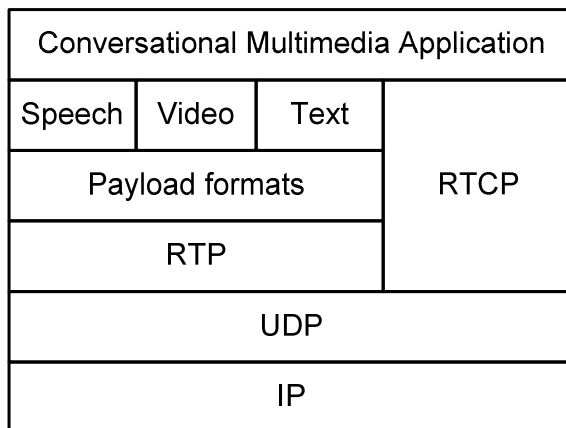 Conversational Multimedia Application
Speech
Video
Text
Payload formats
RTCP
RTP
UDP
IP